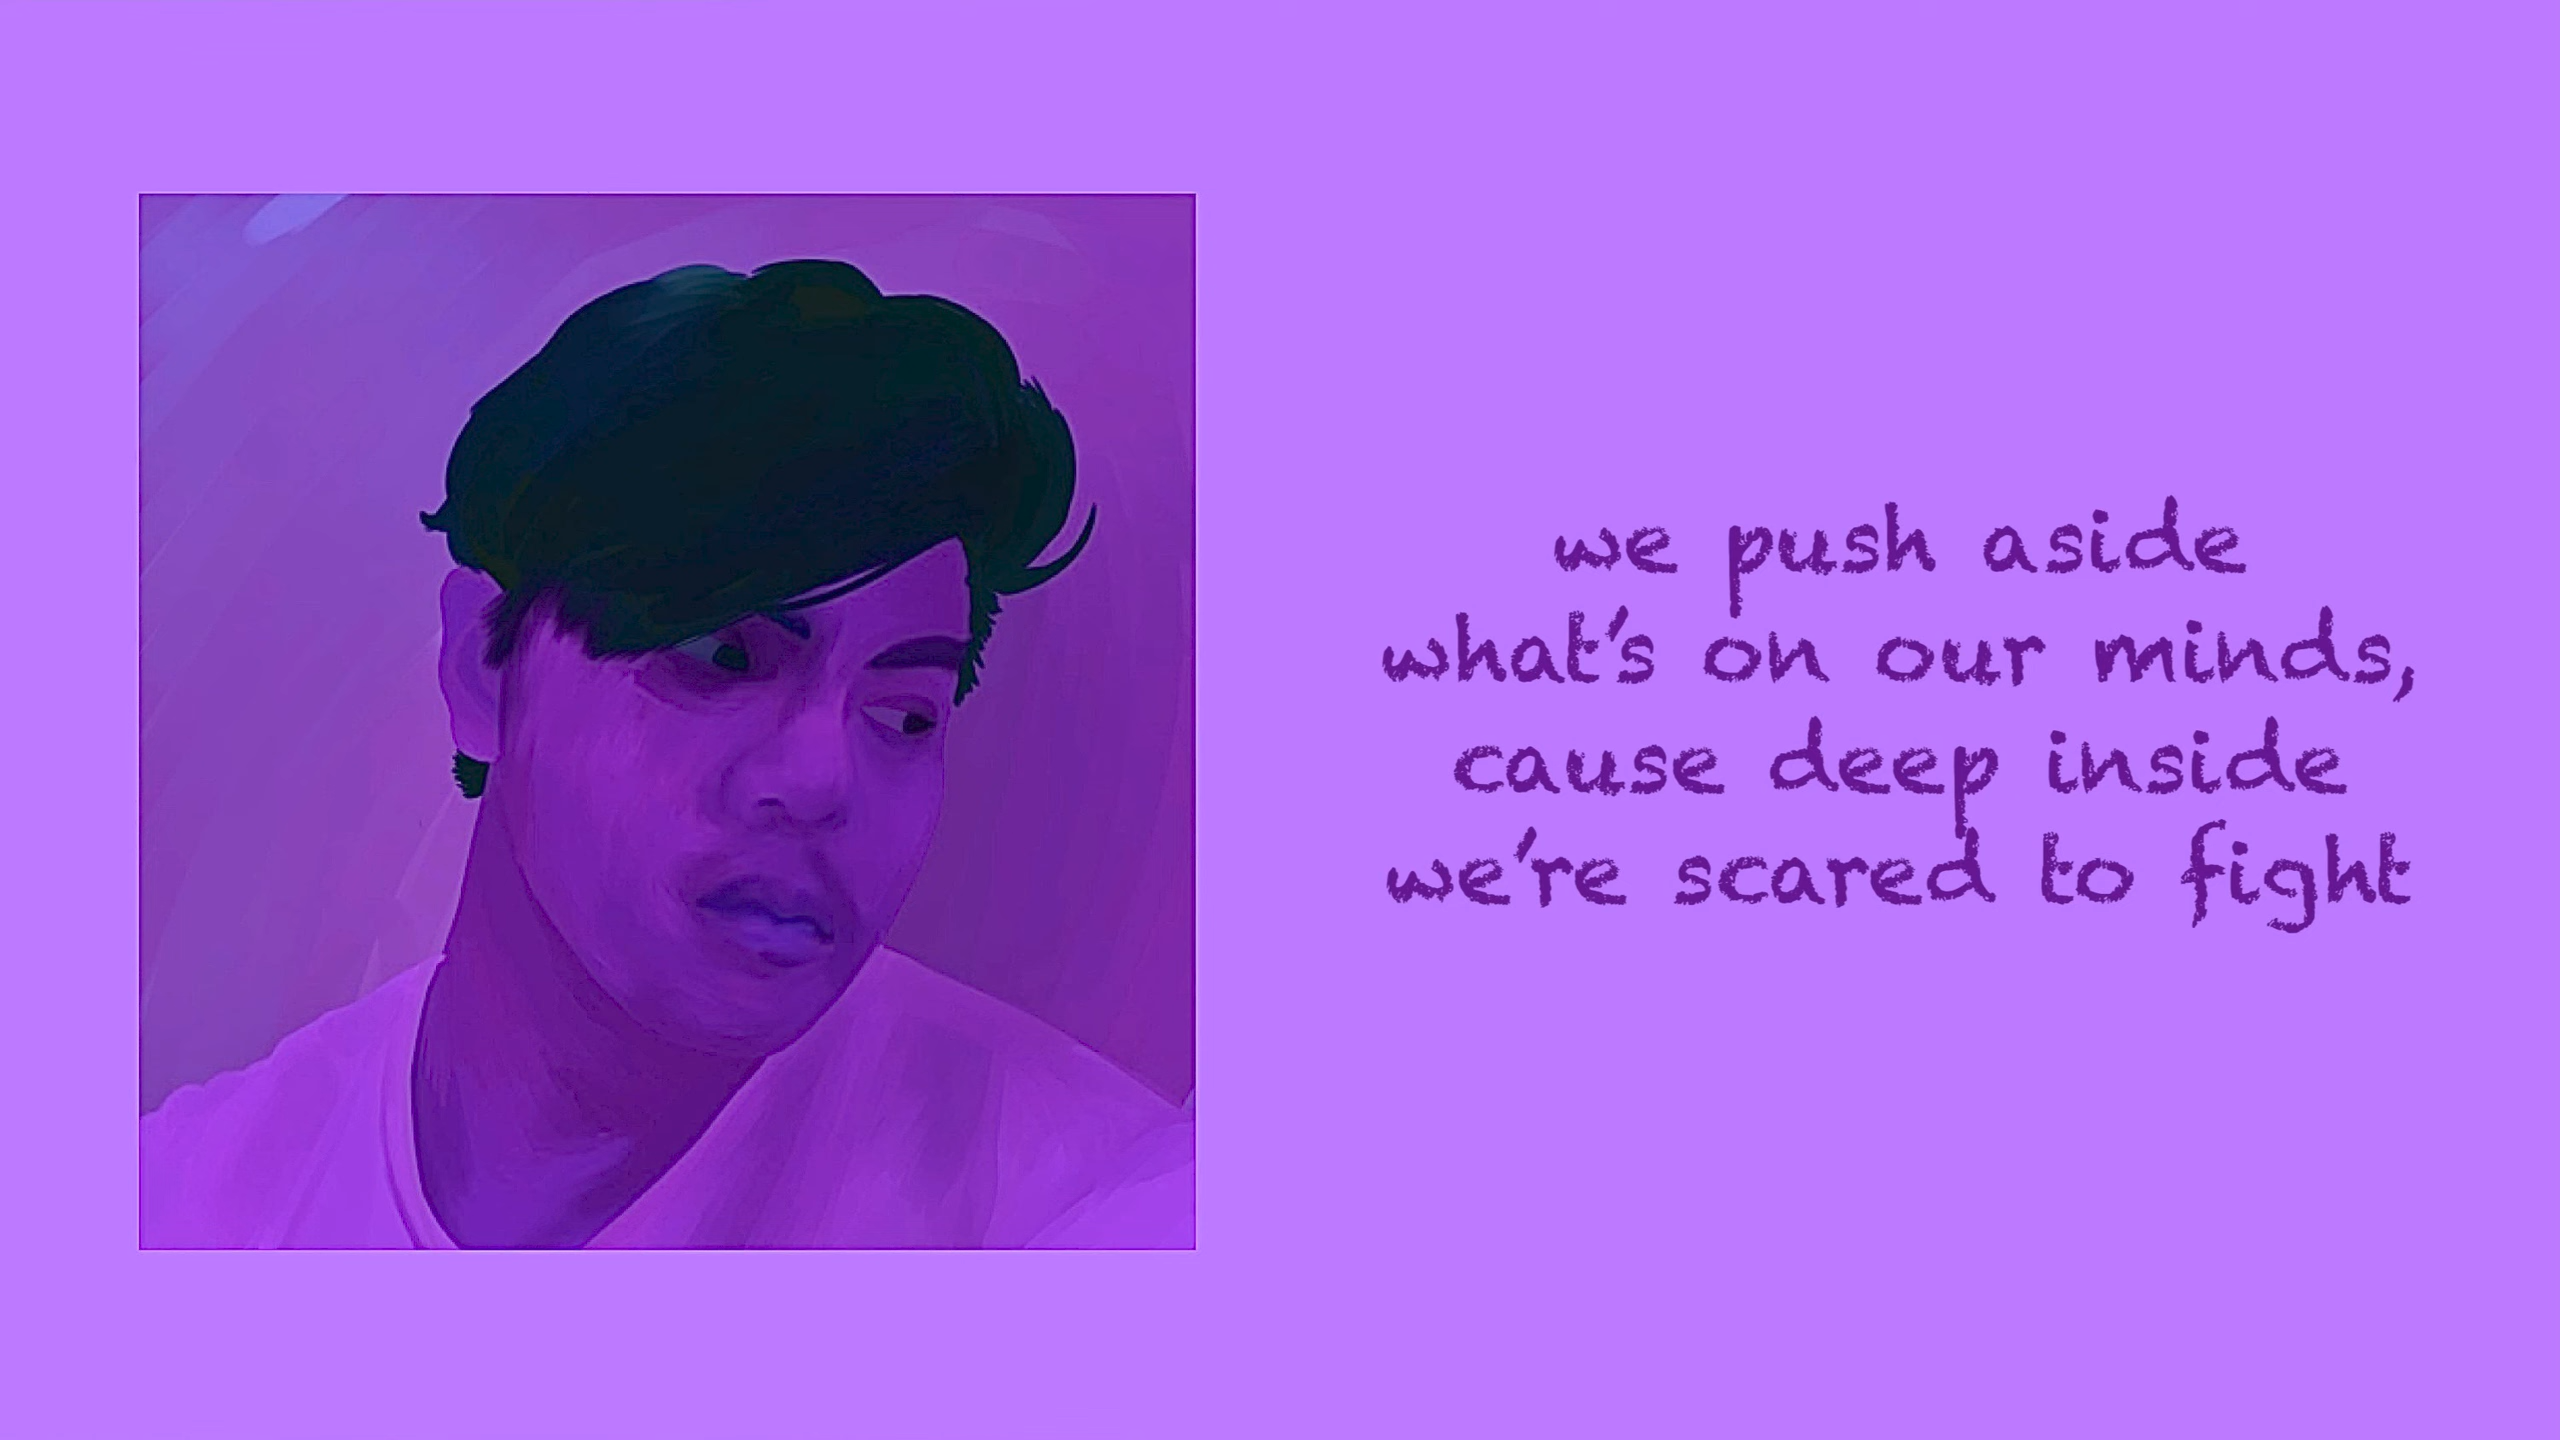 we push aside
what's on our minds,
cause deep inside
we're scared to fight